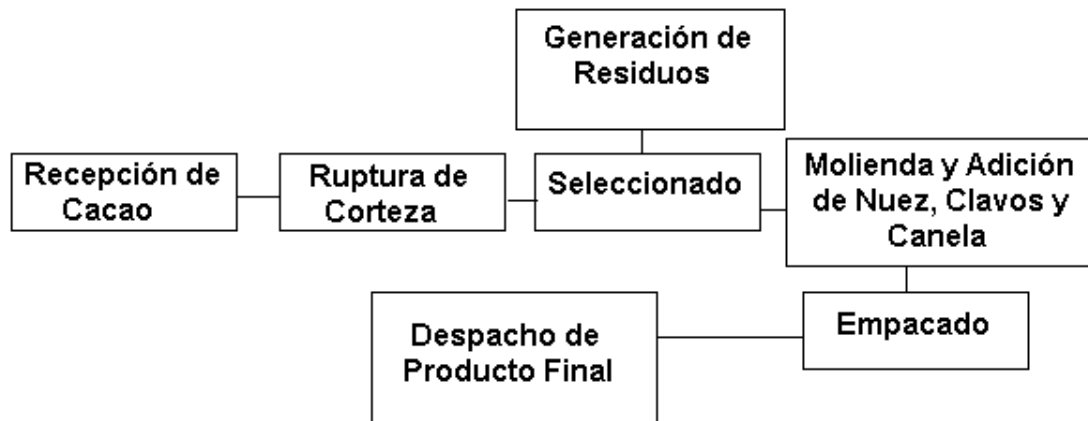 Generación de
Residuos
Recepción de
Cacao
Ruptura de
Corteza
Seleccionado
Molienda y Adición
de Nuez, Clavos y
Canela
Empacado
Despacho de
Producto Final